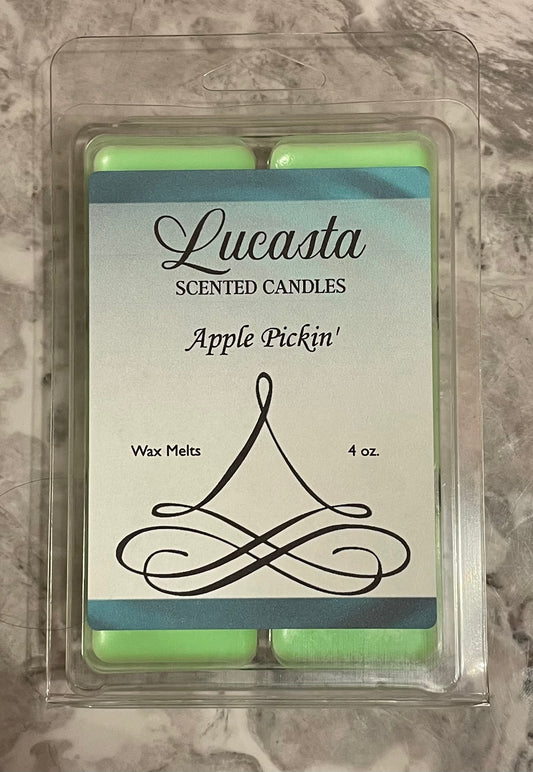 Lucasta
SCENTED CANDLES
Apple Pickin'
Wax Melts 4 oz.